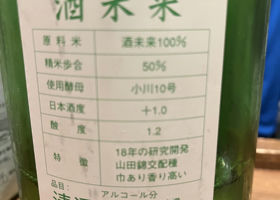 酒未来
原料米 酒未来100%
精米歩合 50%
使用酵母 小川10号
日本酒度 +1.0
酸度 1.2
特徴 18年の研究開発
山田錦交配種
巾あり香り高い
品目: アルコール分
清酒